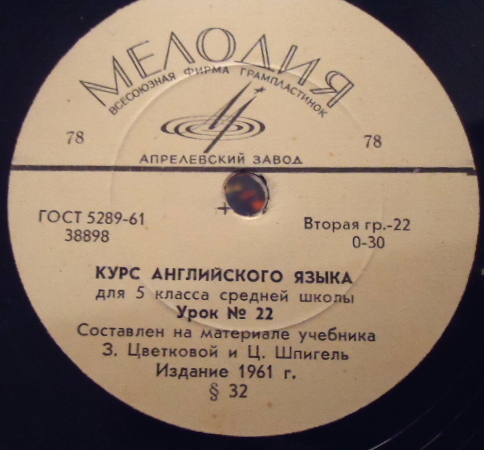 МЕЛОДИЯ
ВСЕСОЮЗНАЯ ФИРМА ГРАМПЛАСТИНОК
78
78
АПРЕЛЕВСКИЙ ЗАВОД
ГОСТ 5289-61
38898
Вторая гр.-22
0-30
КУРС АНГЛИЙСКОГО ЯЗЫКА
для 5 класса средней школы
Урок № 22
Составлен на материале учебника
З. Цветковой и Ц. Шпигель
Издание 1961 г.
§ 32